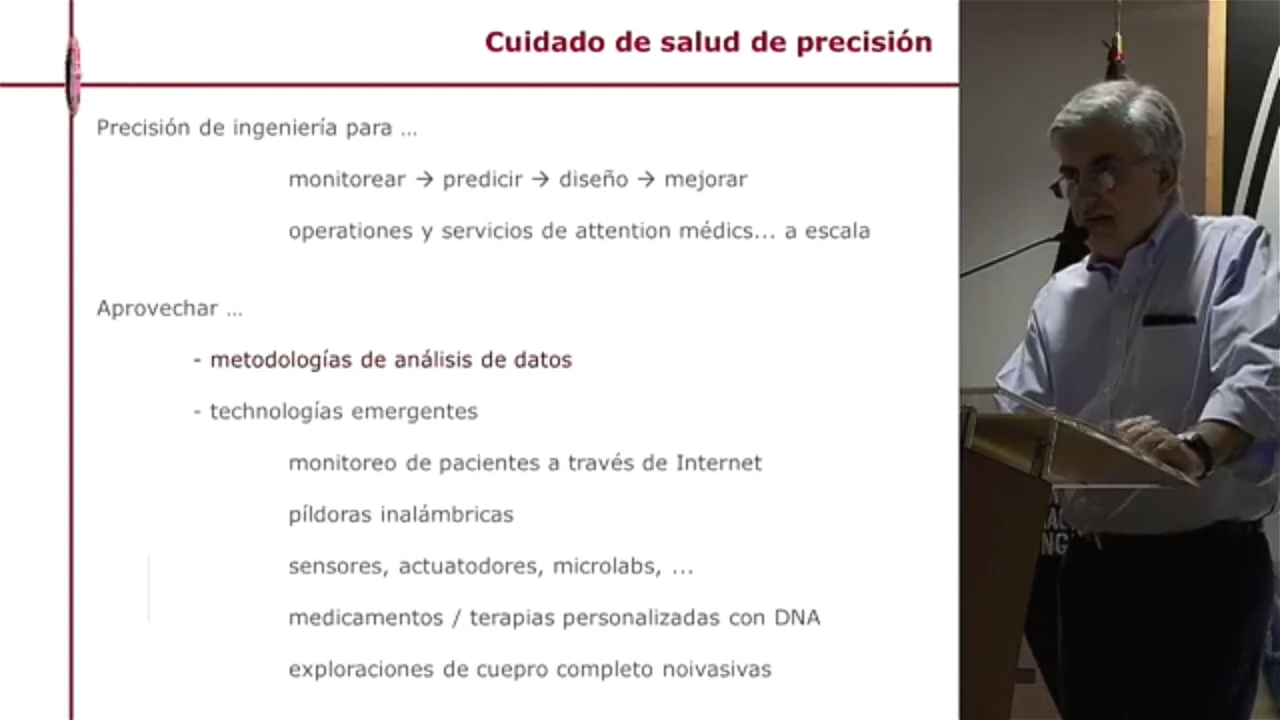 Cuidado de salud de precisión
Precisión de ingeniería para ...
monitorear → predicir → diseño → mejorar
operationes y servicios de attention médics... a escala
Aprovechar ...
- metodologías de análisis de datos
- technologías emergentes
monitoreo de pacientes a través de Internet
píldoras inalámbricas
sensores, actuatodores, microlabs, ...
medicamentos / terapias personalizadas con DNA
exploraciones de cuepro completo noivasivas